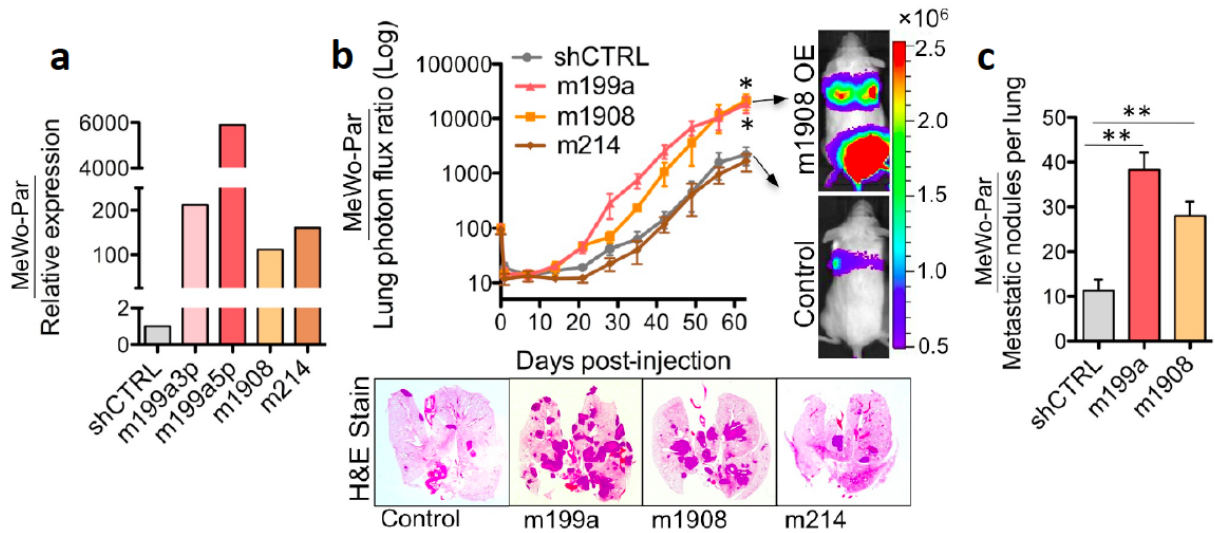 a
MeWo-Par
Relative expression
6000
4000
200
100
2
0
shCTRL
m199a3p
m199a5p
m1908
m214
b
MeWo-Par
Lung photon flux ratio (Log)
100000
10000
1000
100
10
shCTRL
m199a
m1908
m214
*
*
0
10
20
30
40
50
60
Days post-injection
m1908 OE
Control
×10⁶
2.5
2.0
1.5
1.0
0.5
H&E Stain
Control
m199a
m1908
m214
c
MeWo-Par
Metastatic nodules per lung
50
40
30
20
10
0
**
**
shCTRL
m199a
m1908